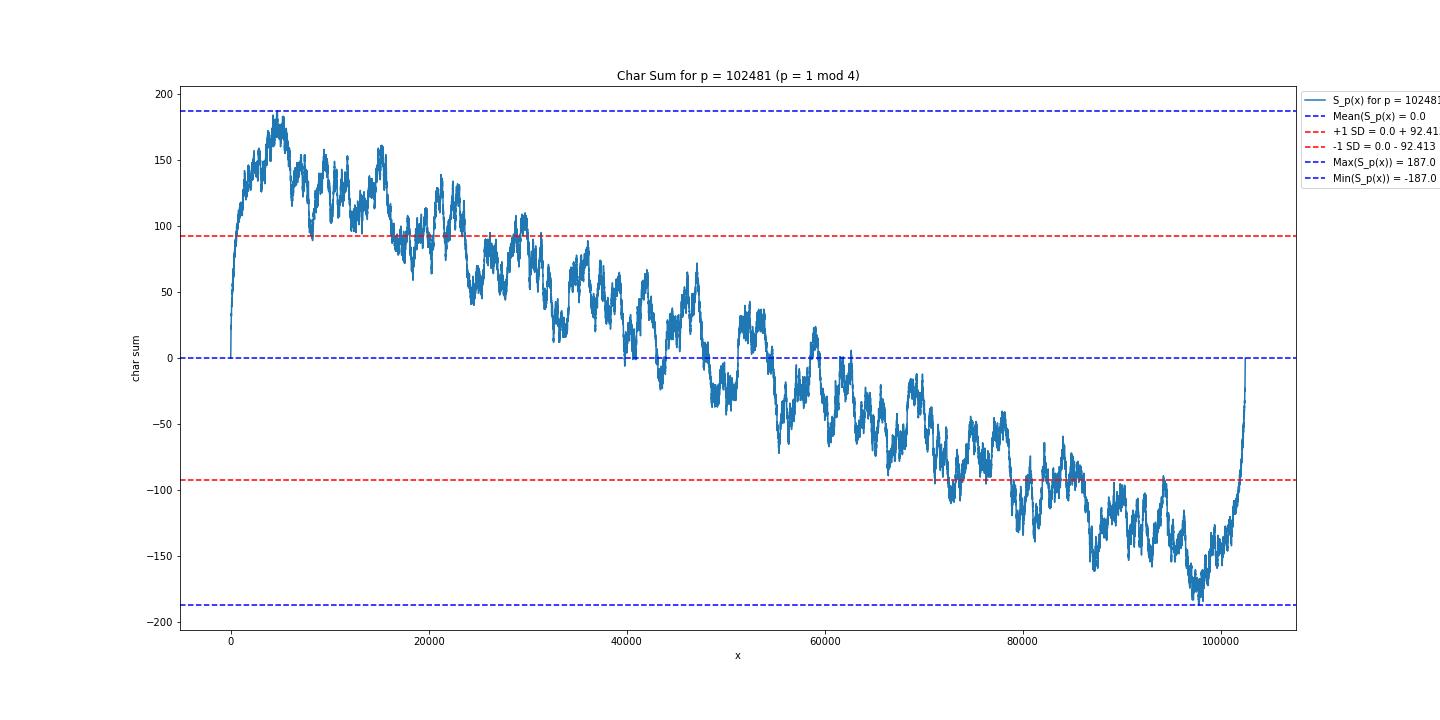 Char Sum for p = 102481 (p = 1 mod 4)
S_p(x) for p = 102481
Mean(S_p(x) = 0.0
+1 SD = 0.0 + 92.413
-1 SD = 0.0 - 92.413
Max(S_p(x)) = 187.0
Min(S_p(x)) = -187.0
200
150
100
50
0
−50
−100
−150
−200
char sum
0
20000
40000
60000
80000
100000
x